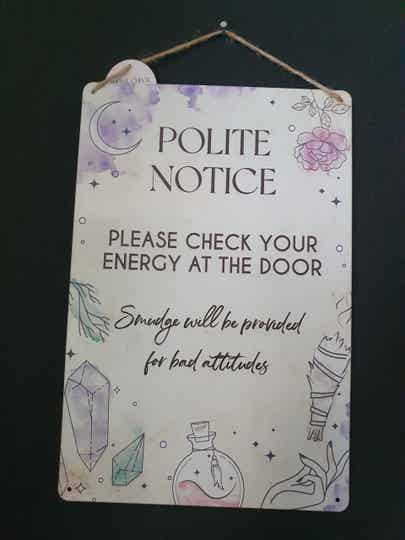 POLITE
NOTICE
PLEASE CHECK YOUR
ENERGY AT THE DOOR
Smudge will be provided
for bad attitudes